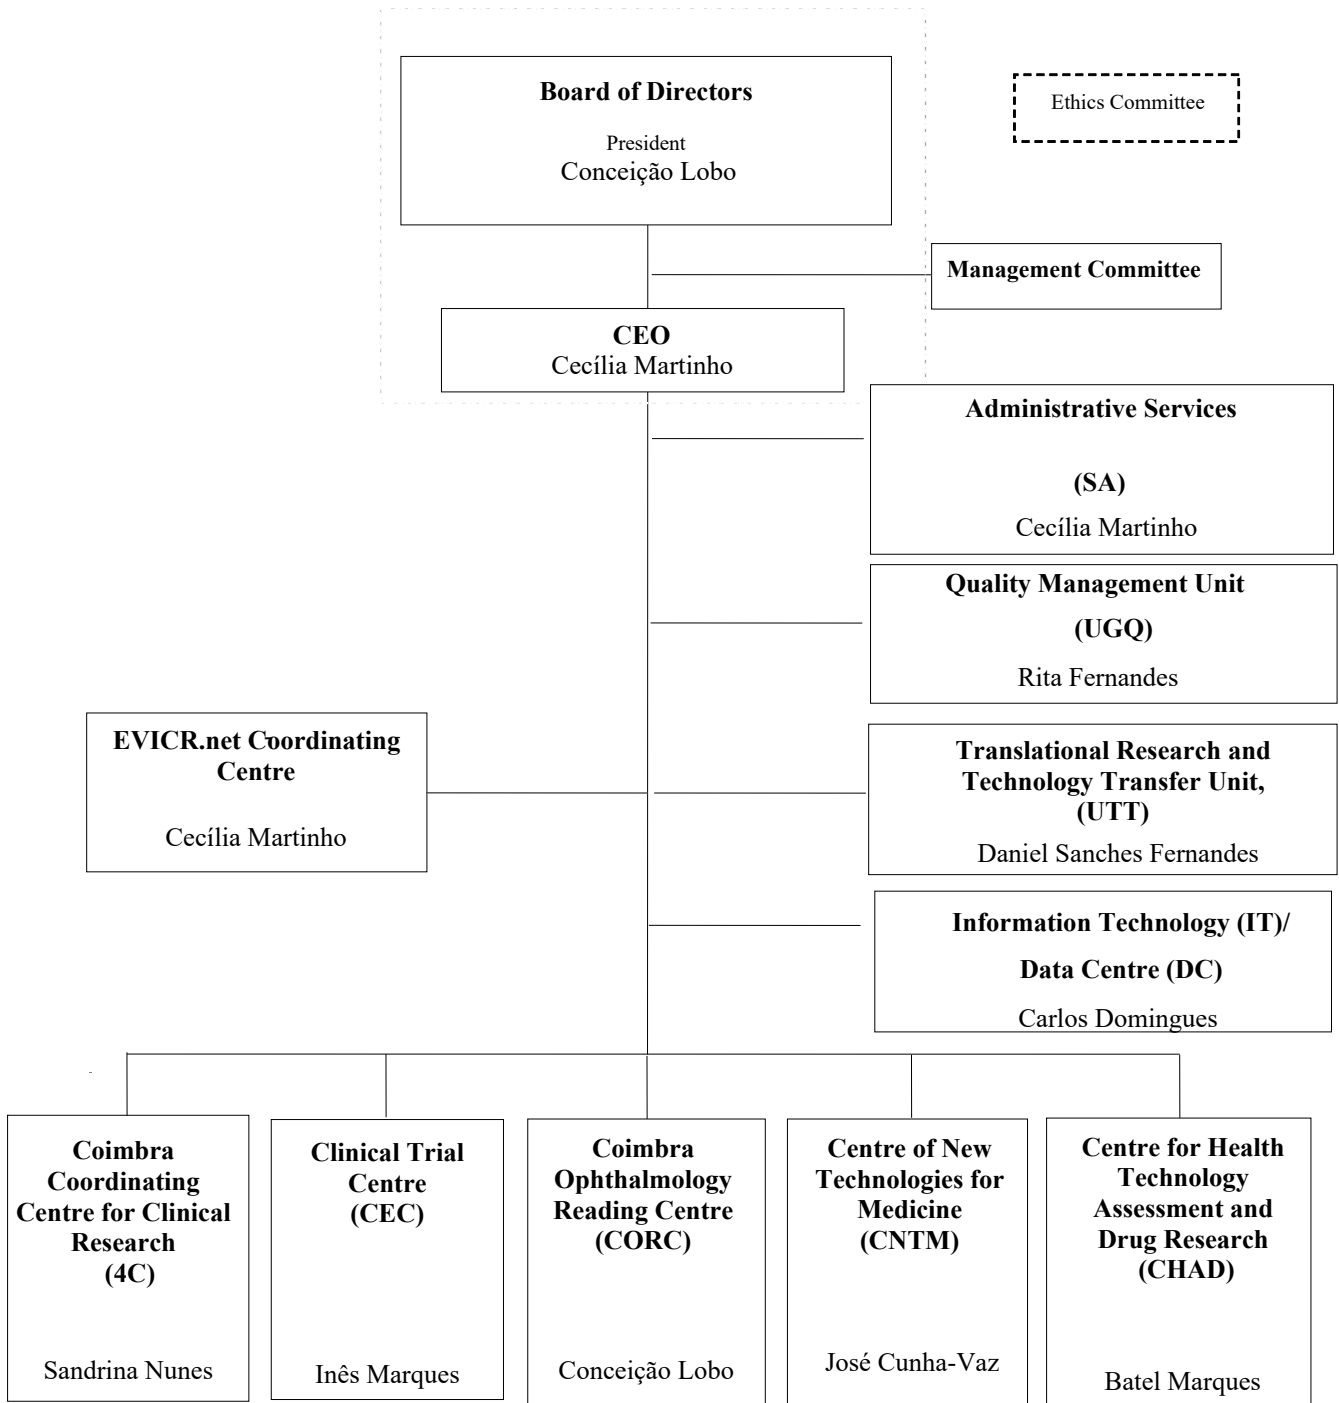 Board of Directors
President
Conceição Lobo
Ethics Committee
Management Committee
CEO
Cecília Martinho
Administrative Services
(SA)
Cecília Martinho
Quality Management Unit
(UGQ)
Rita Fernandes
EVICR.net Coordinating
Centre
Cecília Martinho
Translational Research and
Technology Transfer Unit,
(UTT)
Daniel Sanches Fernandes
Information Technology (IT)/
Data Centre (DC)
Carlos Domingues
Coimbra
Coordinating
Centre for Clinical
Research
(4C)
Sandrina Nunes
Clinical Trial
Centre
(CEC)
Inês Marques
Coimbra
Ophthalmology
Reading Centre
(CORC)
Conceição Lobo
Centre of New
Technologies for
Medicine
(CNTM)
José Cunha-Vaz
Centre for Health
Technology
Assessment and
Drug Research
(CHAD)
Batel Marques